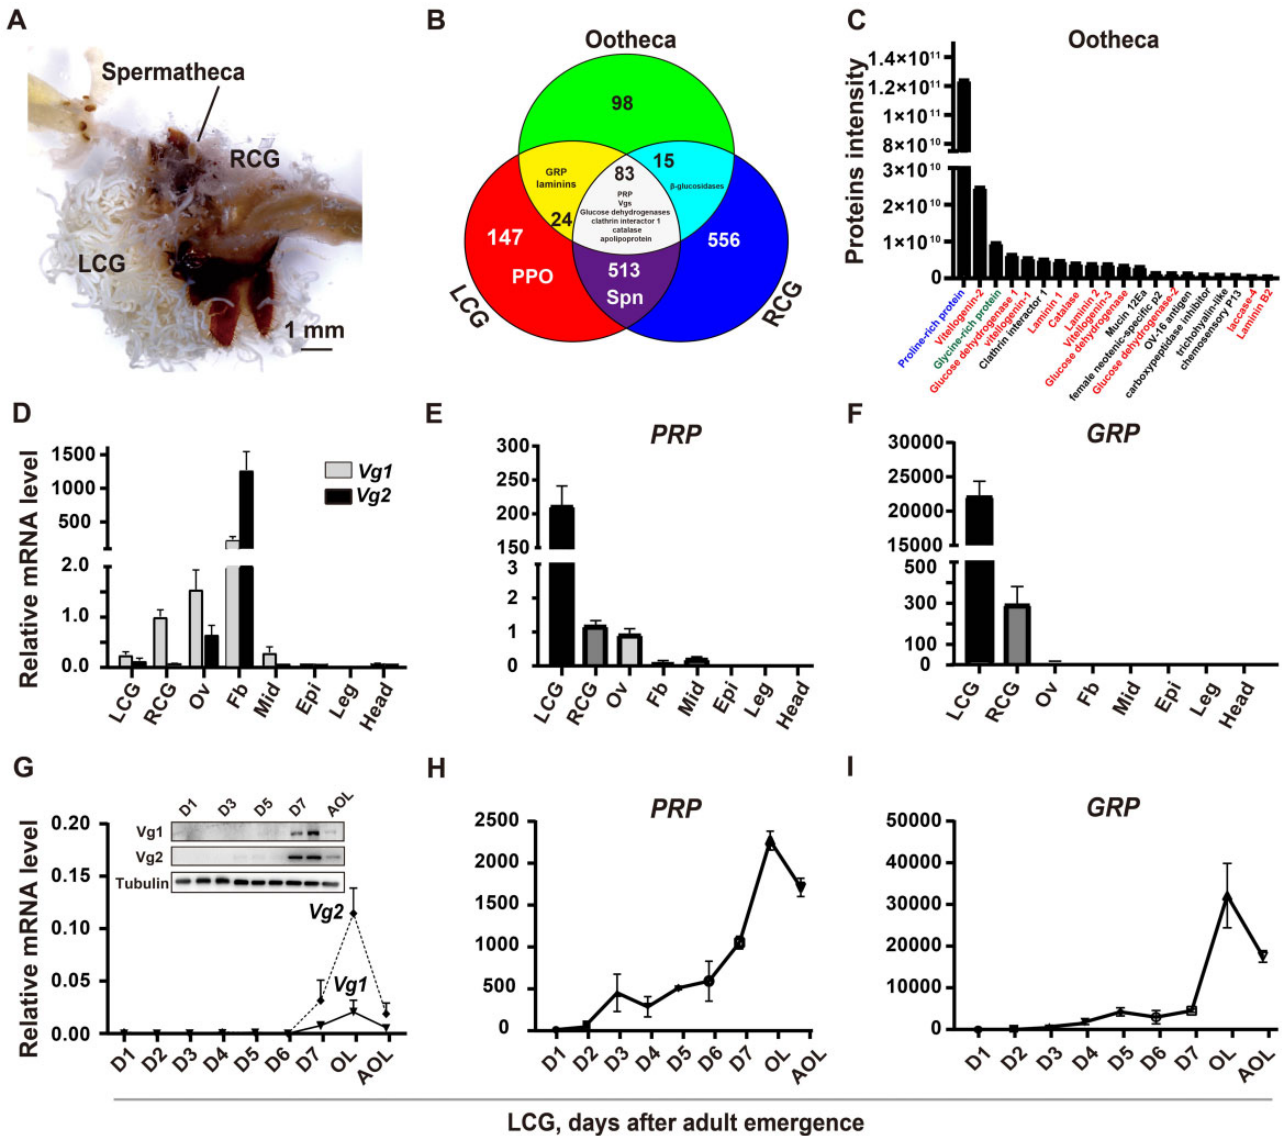 A
Spermatheca
RCG
LCG
1 mm
B
Ootheca
98
GRP
laminins
24
83
PRP
Vgs
Glucose dehydrogenases
clathrin interactor 1
catalase
apolipoprotein
15
β-glucosidases
147
PPO
513
Spn
556
LCG
RCG
C
Ootheca
Proteins intensity
1.4×10¹¹
1.2×10¹¹
1×10¹¹
8×10¹⁰
3×10¹⁰
2×10¹⁰
1×10¹⁰
0
Proline-rich protein
Vitellogenin-2
Glycine-rich protein
Glucose dehydrogenase 1
vitellogenin-1
Clathrin interactor 1
Laminin 1
Catalase
Laminin 2
Vitellogenin-3
Glucose dehydrogenase
Mucin 12Ea
female neotenic-specific p2
Glucose dehydrogenase-2
OV-16 antigen
carboxypeptidase inhibitor
trichohyalin-like
chemosensory P13
laccase-4
Laminin B2
D
Relative mRNA level
1500
1000
500
2.0
1.0
0.0
Vg1
Vg2
LCG
RCG
Ov
Fb
Mid
Epi
Leg
Head
E
PRP
300
250
200
150
3
2
1
0
LCG
RCG
Ov
Fb
Mid
Epi
Leg
Head
F
GRP
30000
25000
20000
15000
500
300
100
0
LCG
RCG
Ov
Fb
Mid
Epi
Leg
Head
G
Relative mRNA level
0.20
0.15
0.10
0.05
0.00
D1 D3 D5 D7 AOL
Vg1
Vg2
Tubulin
Vg2
Vg1
D1
D2
D3
D4
D5
D6
D7
OL
AOL
H
PRP
2500
2000
1500
1000
500
0
D1
D2
D3
D4
D5
D6
D7
OL
AOL
I
GRP
50000
40000
30000
20000
10000
0
D1
D2
D3
D4
D5
D6
D7
OL
AOL
LCG, days after adult emergence